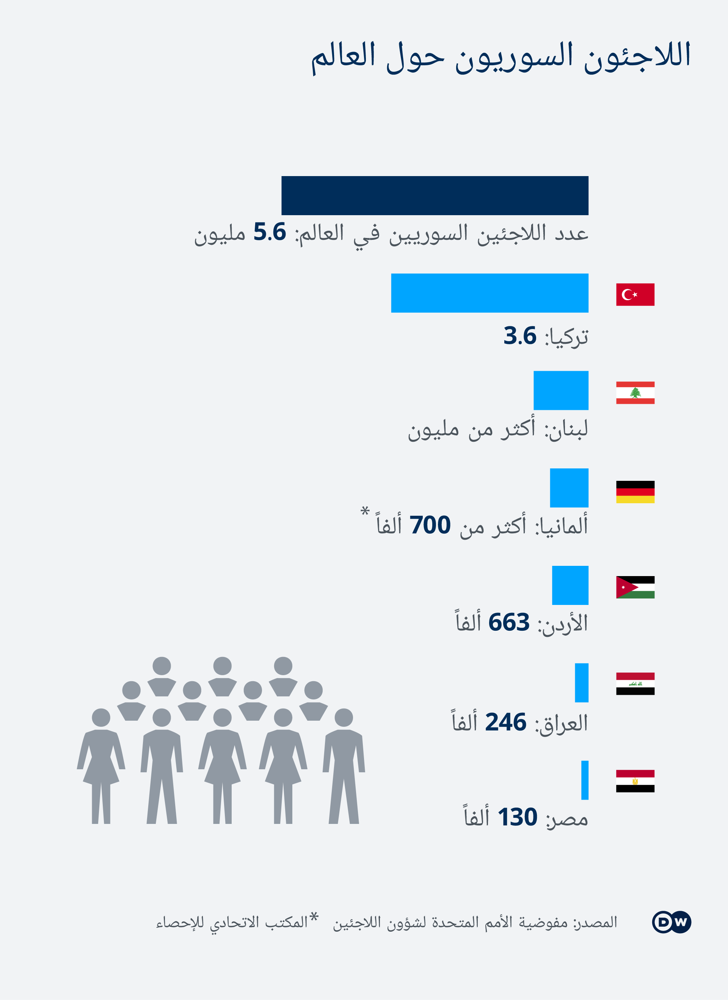 اللاجئون السوريون حول العالم
عدد اللاجئين السوريين في العالم: 5.6 مليون
تركيا: 3.6
لبنان: أكثر من مليون
ألمانيا: أكثر من 700 ألفاً*
الأردن: 663 ألفاً
العراق: 246 ألفاً
مصر: 130 ألفاً
المصدر: مفوضية الأمم المتحدة لشؤون اللاجئين *المكتب الاتحادي للإحصاء
DW